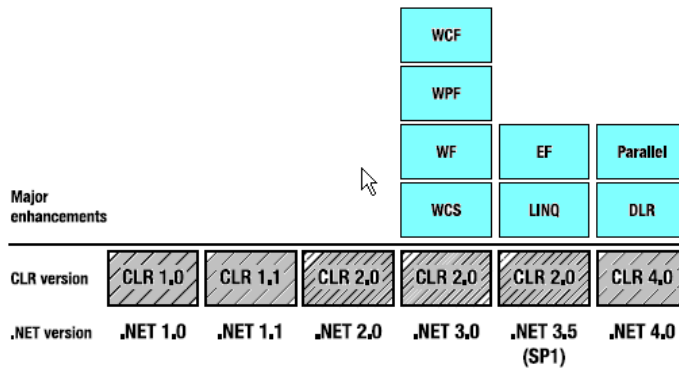 WCF
WPF
WF EF Parallel
Major
enhancements
WCS LINQ DLR
CLR version CLR 1.0 CLR 1.1 CLR 2.0 CLR 2.0 CLR 2.0 CLR 4.0
.NET version .NET 1.0 .NET 1.1 .NET 2.0 .NET 3.0 .NET 3.5 .NET 4.0
(SP1)